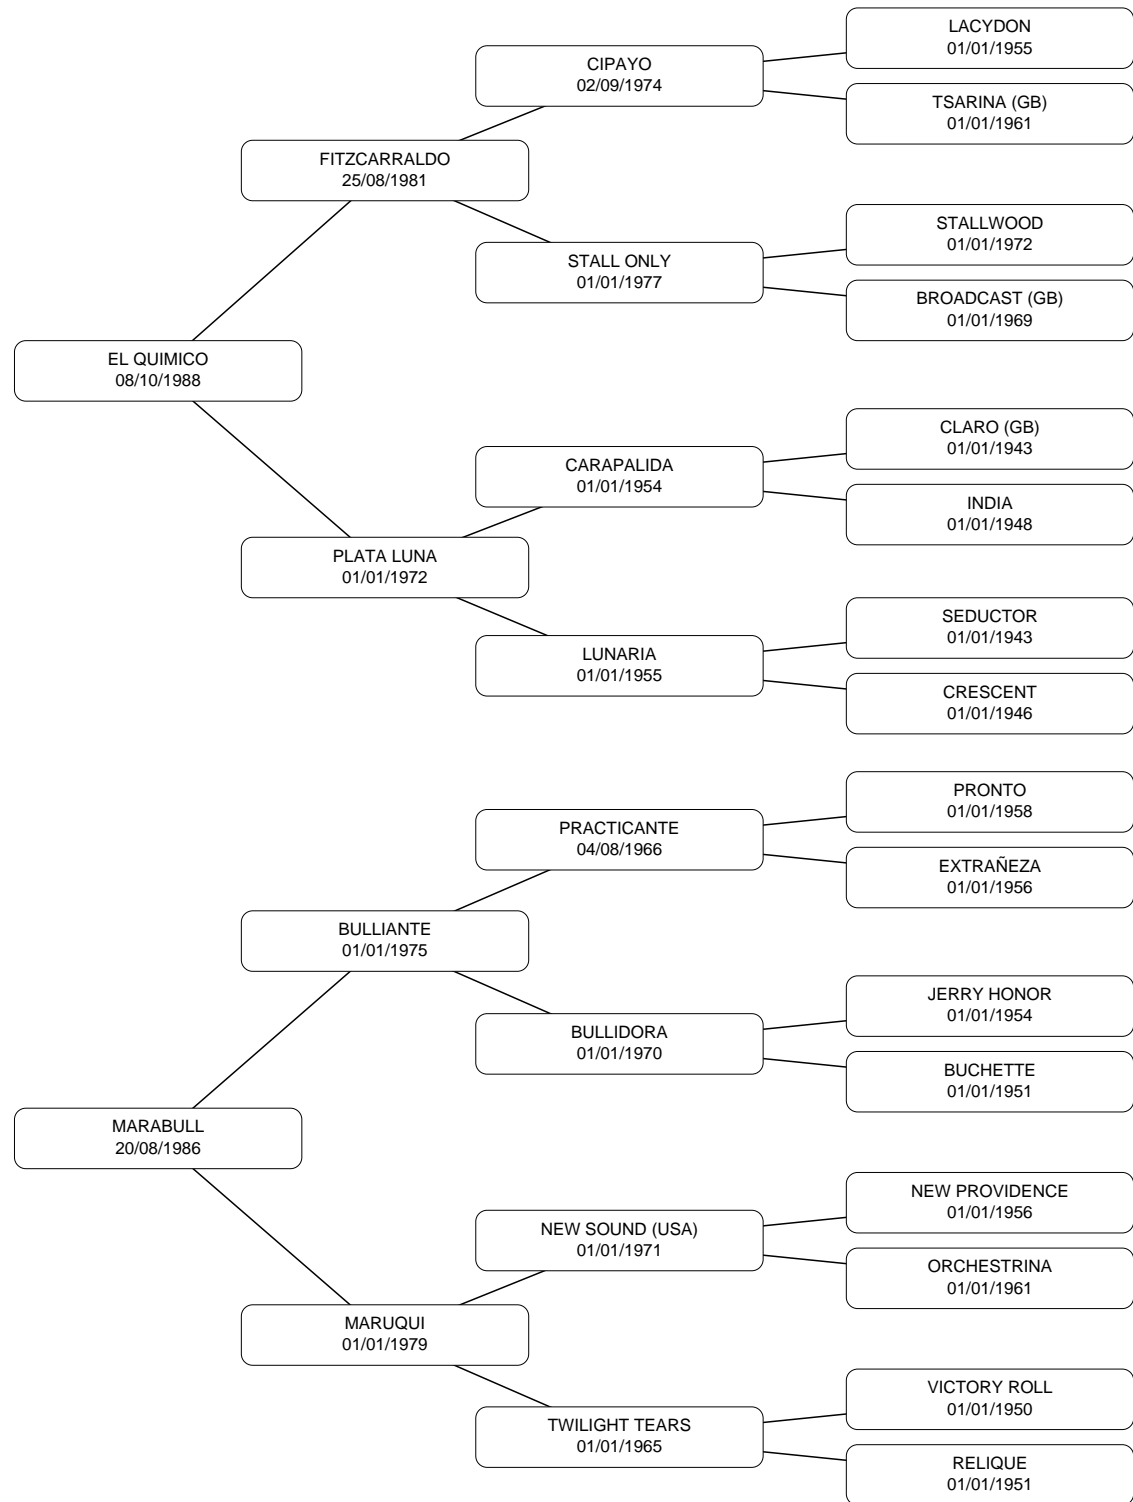 LACYDON
01/01/1955
CIPAYO
02/09/1974
TSARINA (GB)
01/01/1961
FITZCARRALDO
25/08/1981
STALLWOOD
01/01/1972
STALL ONLY
01/01/1977
BROADCAST (GB)
01/01/1969
EL QUIMICO
08/10/1988
CLARO (GB)
01/01/1943
CARAPALIDA
01/01/1954
INDIA
01/01/1948
PLATA LUNA
01/01/1972
SEDUCTOR
01/01/1943
LUNARIA
01/01/1955
CRESCENT
01/01/1946
PRONTO
01/01/1958
PRACTICANTE
04/08/1966
EXTRAÑEZA
01/01/1956
BULLIANTE
01/01/1975
JERRY HONOR
01/01/1954
BULLIDORA
01/01/1970
BUCHETTE
01/01/1951
MARABULL
20/08/1986
NEW PROVIDENCE
01/01/1956
NEW SOUND (USA)
01/01/1971
ORCHESTRINA
01/01/1961
MARUQUI
01/01/1979
VICTORY ROLL
01/01/1950
TWILIGHT TEARS
01/01/1965
RELIQUE
01/01/1951